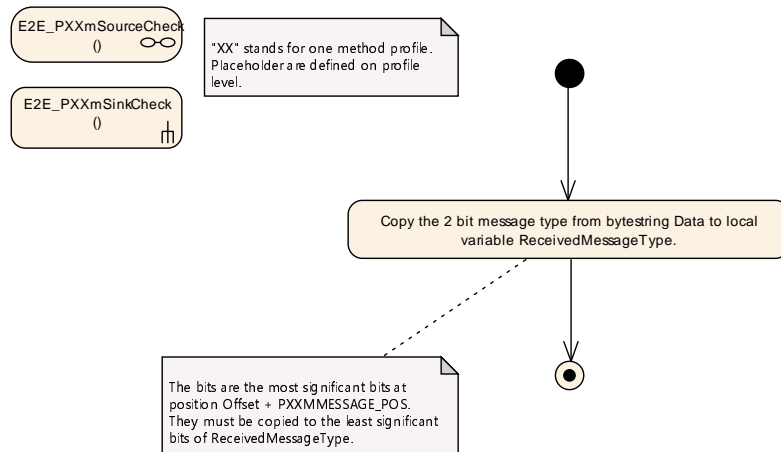 E2E_PXXmSourceCheck
()
"XX" stands for one method profile.
Placeholder are defined on profile
level.
E2E_PXXmSinkCheck
()
Copy the 2 bit message type from bytestring Data to local
variable ReceivedMessageType.
The bits are the most significant bits at
position Offset + PXXMMESSAGE_POS.
They must be copied to the least significant
bits of ReceivedMessageType.